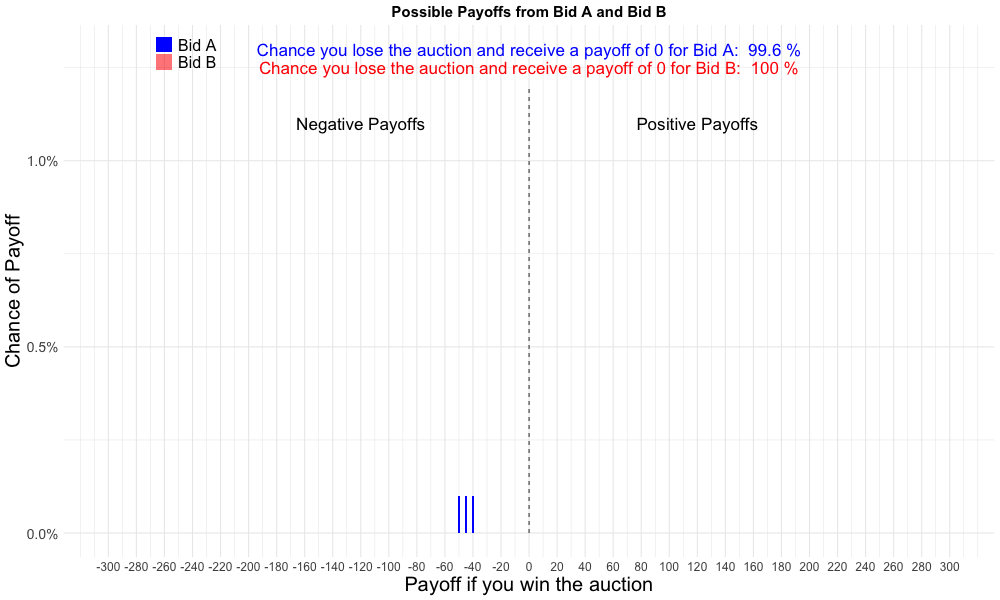 Possible Payoffs from Bid A and Bid B
Bid A
Bid B
Chance you lose the auction and receive a payoff of 0 for Bid A:  99.6 %
Chance you lose the auction and receive a payoff of 0 for Bid B:  100 %
Negative Payoffs
Positive Payoffs
Chance of Payoff
1.0%
0.5%
0.0%
-300 -280 -260 -240 -220 -200 -180 -160 -140 -120 -100 -80 -60 -40 -20 0 20 40 60 80 100 120 140 160 180 200 220 240 260 280 300
Payoff if you win the auction